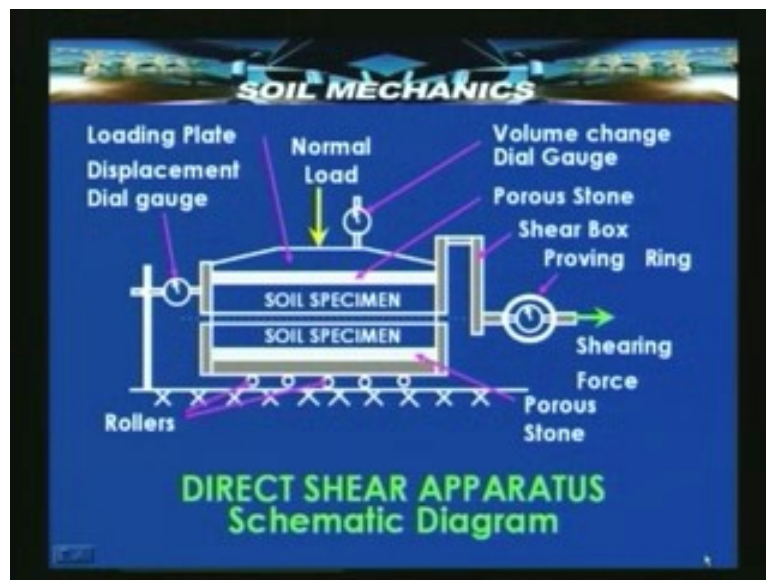 SOIL MECHANICS
Loading Plate
Displacement
Dial gauge
Normal
Load
Volume change
Dial Gauge
Porous Stone
Shear Box
Proving Ring
SOIL SPECIMEN
SOIL SPECIMEN
Shearing
Force
Porous
Stone
Rollers
DIRECT SHEAR APPARATUS
Schematic Diagram